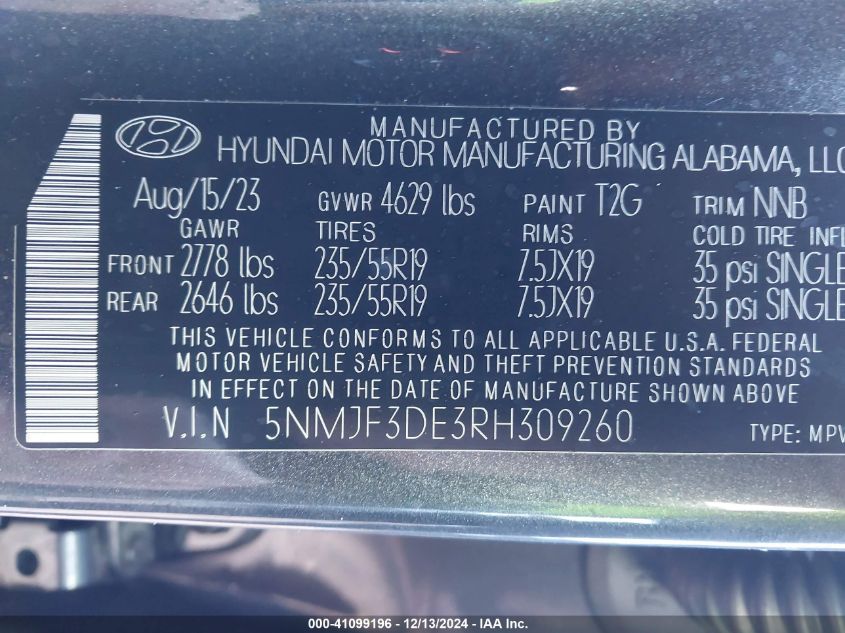 MANUFACTURED BY
HYUNDAI MOTOR MANUFACTURING ALABAMA, LLC
Aug/15/23 GVWR 4629 lbs PAINT T2G TRIM NNB
GAWR TIRES RIMS COLD TIRE INFL
FRONT 2778 lbs 235/55R19 7.5JX19 35 psi SINGLE
REAR 2646 lbs 235/55R19 7.5JX19 35 psi SINGLE
THIS VEHICLE CONFORMS TO ALL APPLICABLE U.S.A. FEDERAL
MOTOR VEHICLE SAFETY AND THEFT PREVENTION STANDARDS
IN EFFECT ON THE DATE OF MANUFACTURE SHOWN ABOVE
V.I.N 5NMJF3DE3RH309260 TYPE: MPV
000-41099196 - 12/13/2024 - IAA Inc.